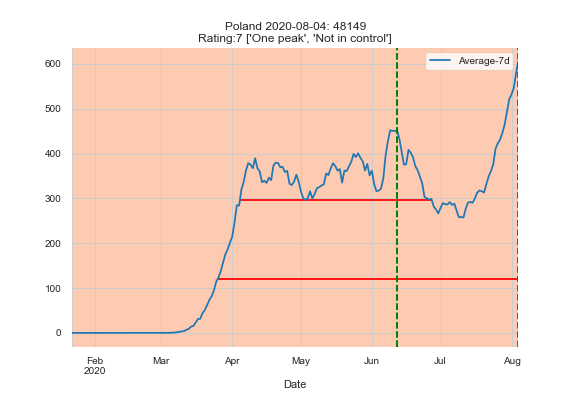 Poland 2020-08-04: 48149
Rating:7 ['One peak', 'Not in control']
Average-7d
600
500
400
300
200
100
0
Feb Mar Apr May Jun Jul Aug
2020
Date